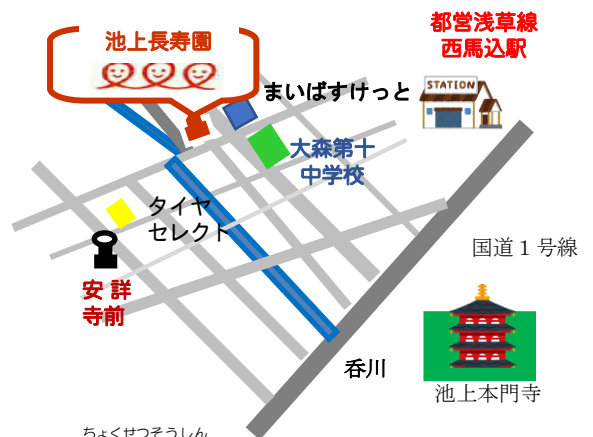 都営浅草線
西馬込駅
池上長寿園
STATION
まいばすけっと
大森第十
中学校
タイヤ
セレクト
国道１号線
安詳
寺前
呑川
池上本門寺
ちょくせつそうしん